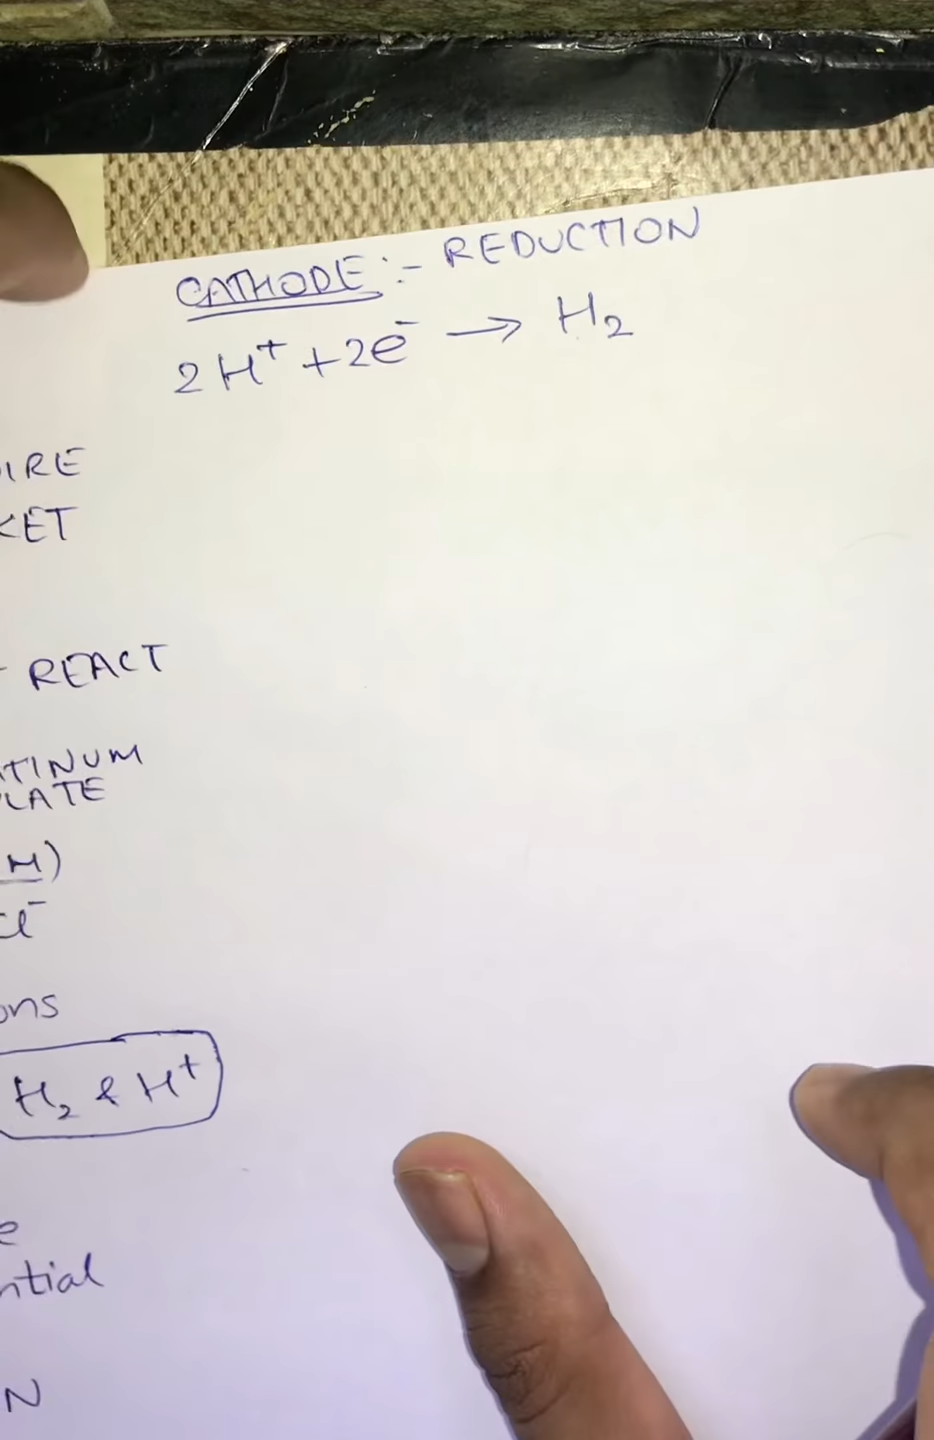 CATHODE :- REDUCTION
2H⁺ + 2e⁻ → H₂
IRE
KET
REACT
TINUM
LATE
M)
Cl⁻
ons
H₂ & H⁺
e
ntial
N